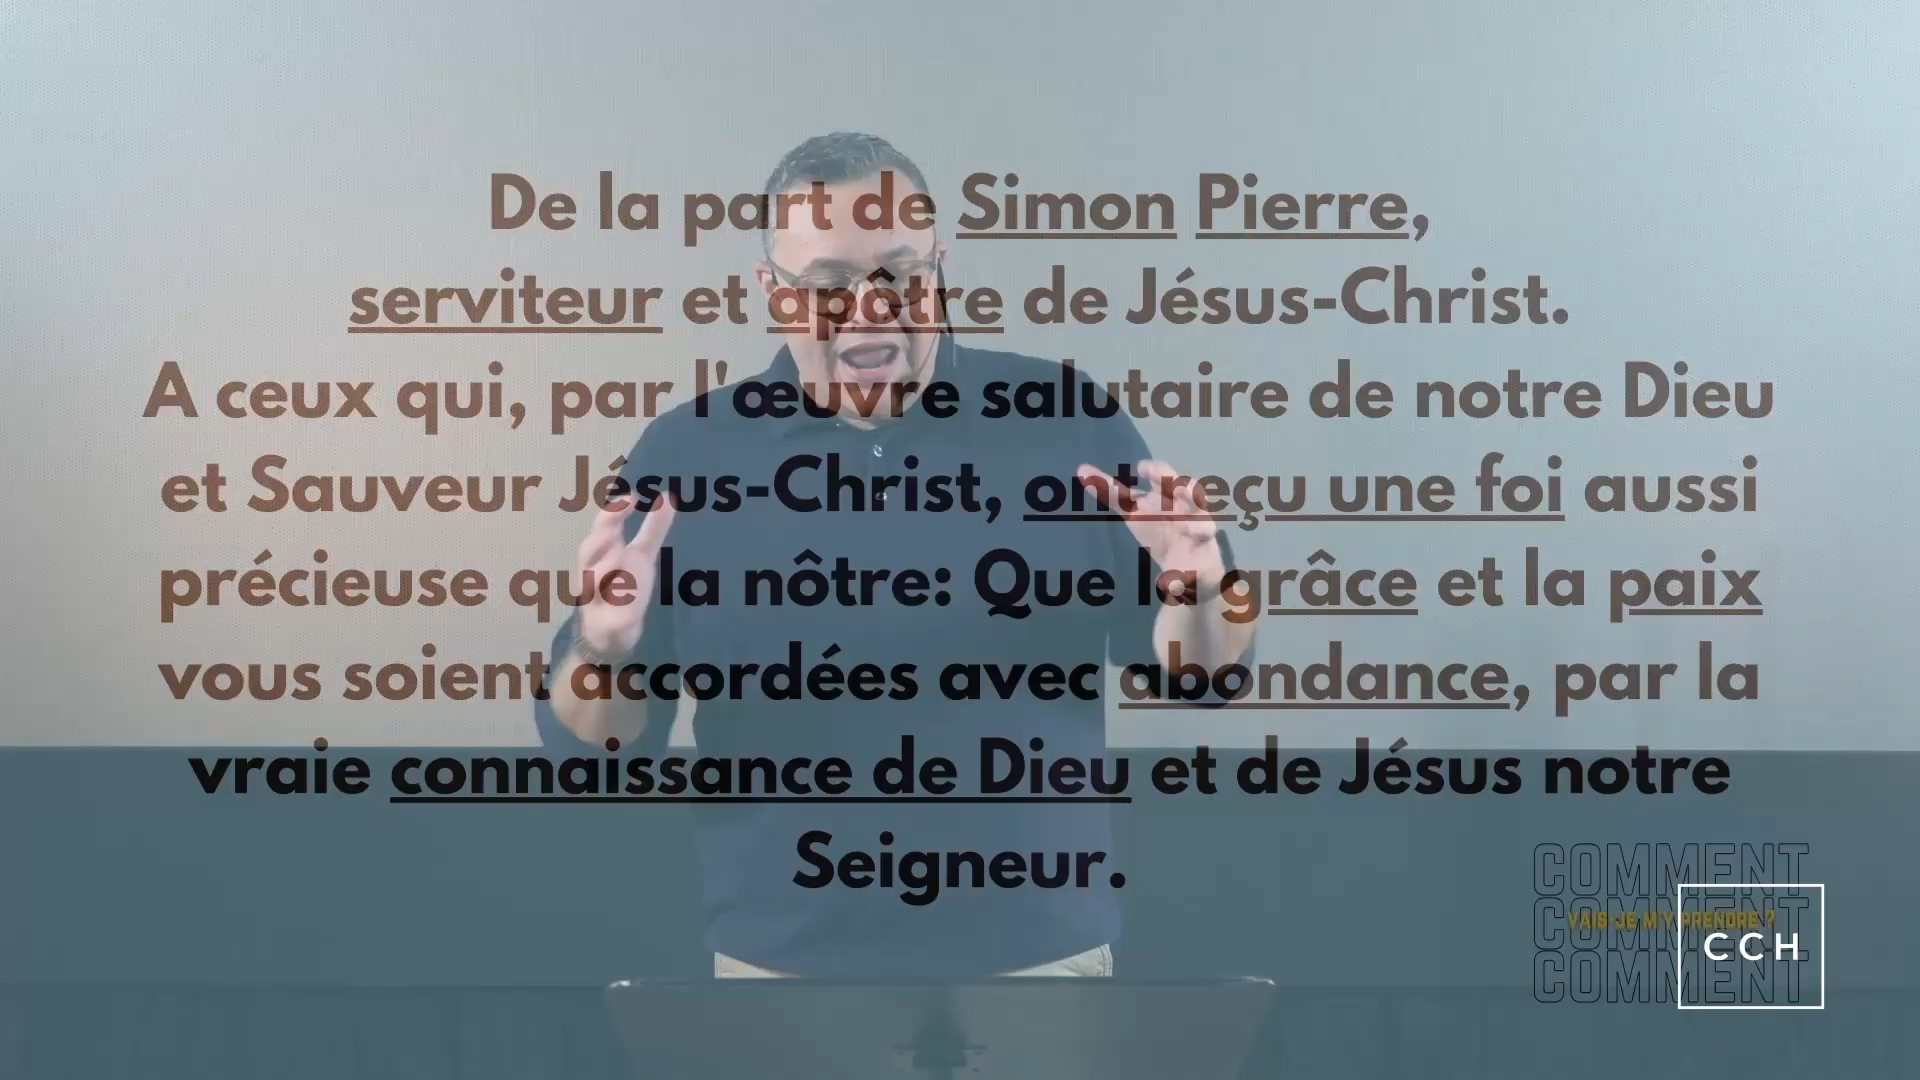 De la part de Simon Pierre,
serviteur et apôtre de Jésus-Christ.
A ceux qui, par l'œuvre salutaire de notre Dieu
et Sauveur Jésus-Christ, ont reçu une foi aussi
précieuse que la nôtre: Que la grâce et la paix
vous soient accordées avec abondance, par la
vraie connaissance de Dieu et de Jésus notre
Seigneur.
COMMENT
COMMENT
VAIS-JE M'Y PRENDRE ?
CCH
COMMENT